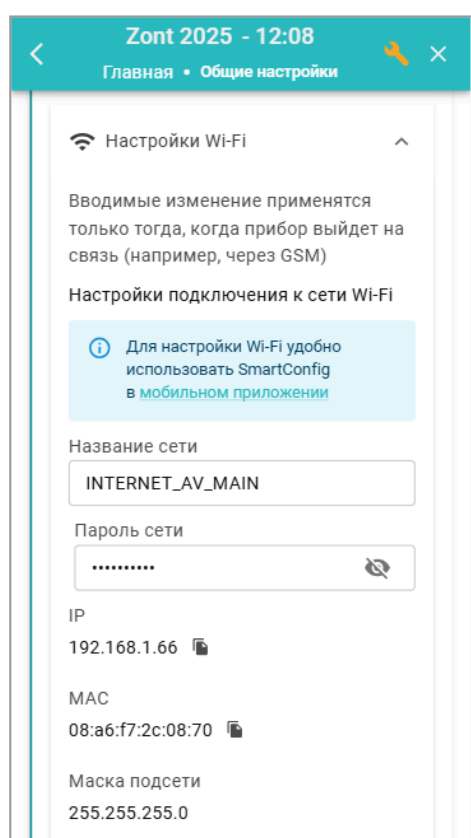 Zont 2025 - 12:08
Главная • Общие настройки
Настройки Wi-Fi
Вводимые изменение применятся
только тогда, когда прибор выйдет на
связь (например, через GSM)
Настройки подключения к сети Wi-Fi
Для настройки Wi-Fi удобно
использовать SmartConfig
в мобильном приложении
Название сети
INTERNET_AV_MAIN
Пароль сети
••••••••••
IP
192.168.1.66
MAC
08:a6:f7:2c:08:70
Маска подсети
255.255.255.0